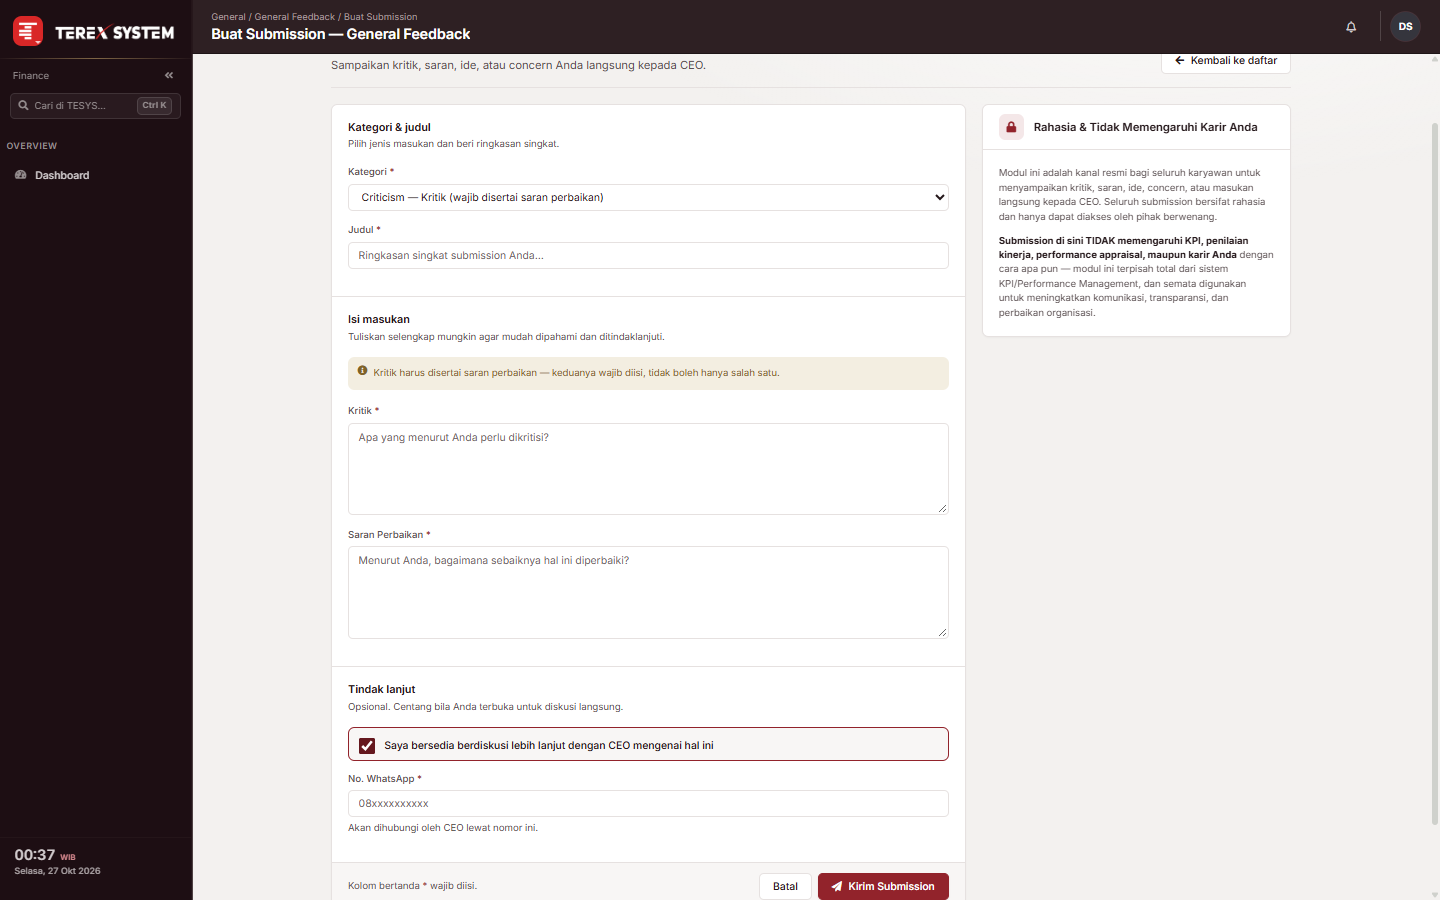 TEREX SYSTEM
Finance
Cari di TESYS...
Ctrl K
OVERVIEW
Dashboard
00:37 WIB
Selasa, 27 Okt 2026
General / General Feedback / Buat Submission
Buat Submission — General Feedback
DS
Sampaikan kritik, saran, ide, atau concern Anda langsung kepada CEO.
Kembali ke daftar
Kategori & judul
Pilih jenis masukan dan beri ringkasan singkat.
Kategori *
Criticism — Kritik (wajib disertai saran perbaikan)
Judul *
Ringkasan singkat submission Anda...
Isi masukan
Tuliskan selengkap mungkin agar mudah dipahami dan ditindaklanjuti.
Kritik harus disertai saran perbaikan — keduanya wajib diisi, tidak boleh hanya salah satu.
Kritik *
Apa yang menurut Anda perlu dikritisi?
Saran Perbaikan *
Menurut Anda, bagaimana sebaiknya hal ini diperbaiki?
Tindak lanjut
Opsional. Centang bila Anda terbuka untuk diskusi langsung.
Saya bersedia berdiskusi lebih lanjut dengan CEO mengenai hal ini
No. WhatsApp *
08xxxxxxxxxx
Akan dihubungi oleh CEO lewat nomor ini.
Kolom bertanda * wajib diisi.
Batal
Kirim Submission
Rahasia & Tidak Memengaruhi Karir Anda
Modul ini adalah kanal resmi bagi seluruh karyawan untuk
menyampaikan kritik, saran, ide, concern, atau masukan
langsung kepada CEO. Seluruh submission bersifat rahasia
dan hanya dapat diakses oleh pihak berwenang.
Submission di sini TIDAK memengaruhi KPI, penilaian
kinerja, performance appraisal, maupun karir Anda dengan
cara apa pun — modul ini terpisah total dari sistem
KPI/Performance Management, dan semata digunakan
untuk meningkatkan komunikasi, transparansi, dan
perbaikan organisasi.